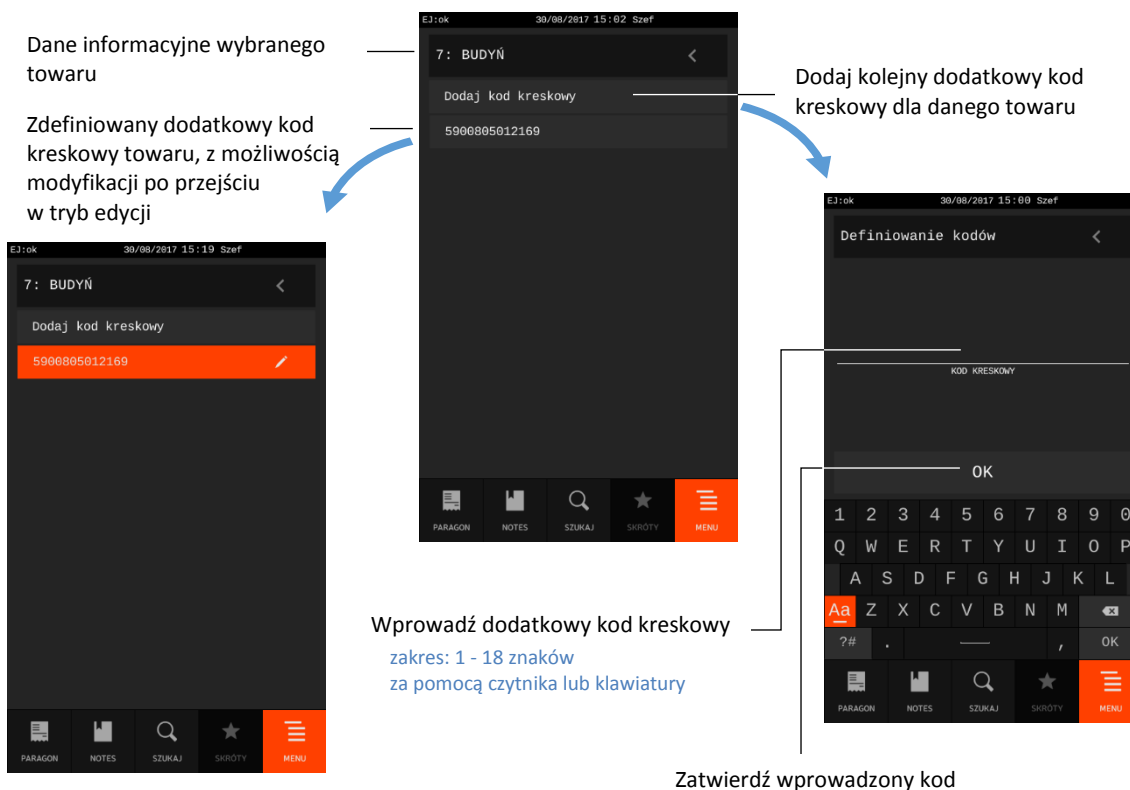 Dane informacyjne wybranego
towaru
Zdefiniowany dodatkowy kod
kreskowy towaru, z możliwością
modyfikacji po przejściu
w tryb edycji
EJ:ok 30/08/2017 15:02 Szef
7: BUDYŃ
Dodaj kod kreskowy
5900805012169
PARAGON NOTES SZUKAJ SKRÓTY MENU
Dodaj kolejny dodatkowy kod
kreskowy dla danego towaru
EJ:ok 30/08/2017 15:19 Szef
7: BUDYŃ
Dodaj kod kreskowy
5900805012169
PARAGON NOTES SZUKAJ SKRÓTY MENU
EJ:ok 30/08/2017 15:00 Szef
Definiowanie kodów
KOD KRESKOWY
OK
1 2 3 4 5 6 7 8 9 0
Q W E R T Y U I O P
A S D F G H J K L
Aa Z X C V B N M
?# . , OK
PARAGON NOTES SZUKAJ SKRÓTY MENU
Wprowadź dodatkowy kod kreskowy
zakres: 1 - 18 znaków
za pomocą czytnika lub klawiatury
Zatwierdź wprowadzony kod